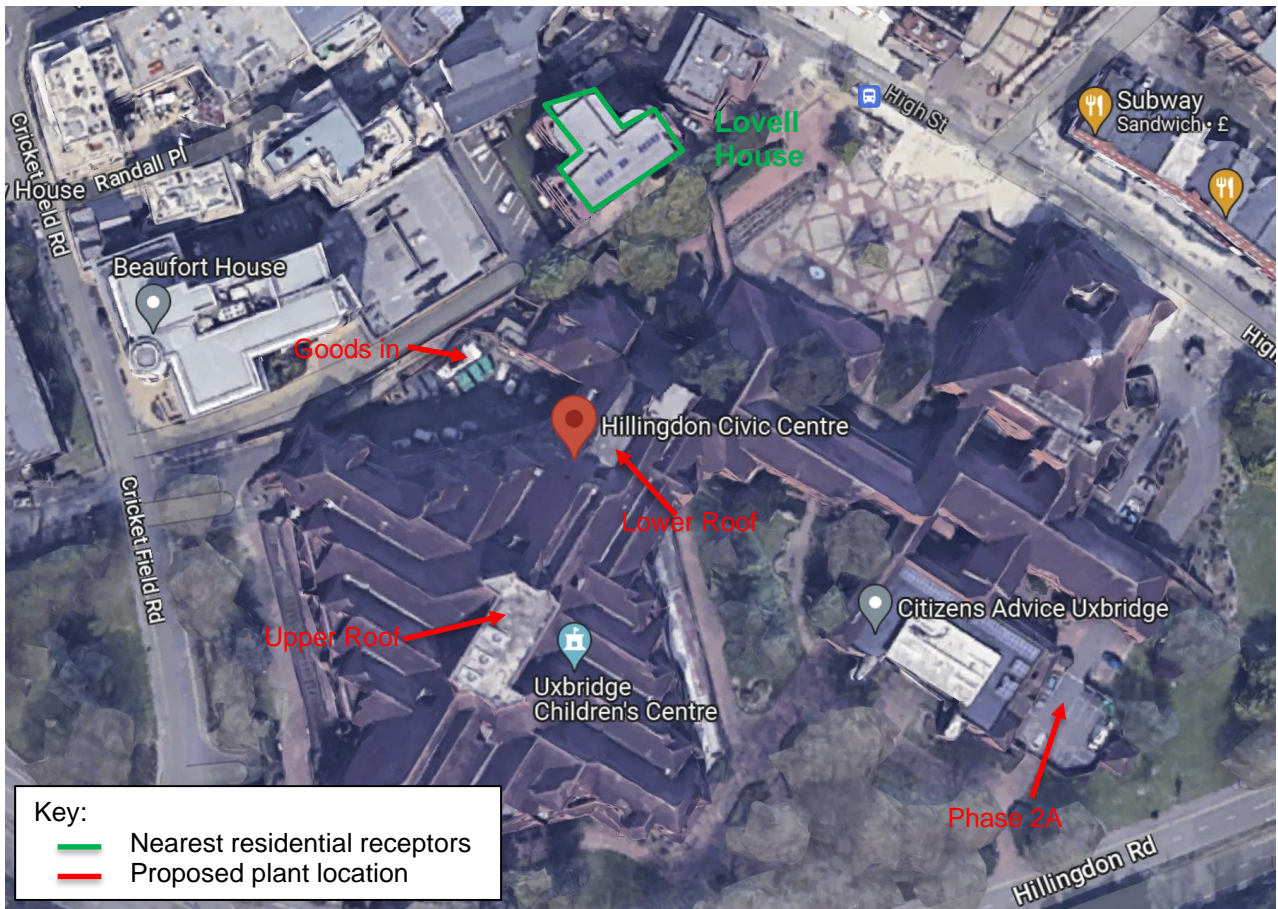 High St
Subway
Sandwich • £
Lovell
House
Cricket Field Rd
Randall Pl
y House
Beaufort House
High
Goods in
Hillingdon Civic Centre
Lower Roof
Cricket Field Rd
Citizens Advice Uxbridge
Upper Roof
Uxbridge
Children's Centre
Phase 2A
Key:
Nearest residential receptors
Proposed plant location
Hillingdon Rd